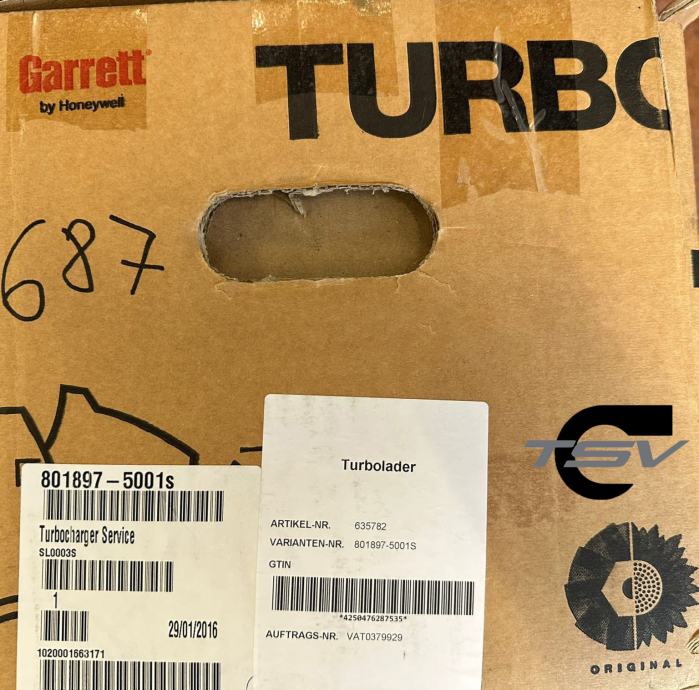 Garrett
by Honeywell
TURBO
687
801897-5001s
Turbocharger Service
SL0003S
1
29/01/2016
1020001663171
Turbolader
ARTIKEL-NR. 635782
VARIANTEN-NR. 801897-5001S
GTIN
*4250476287535*
AUFTRAGS-NR. VAT0379929
TSV
ORIGINAL